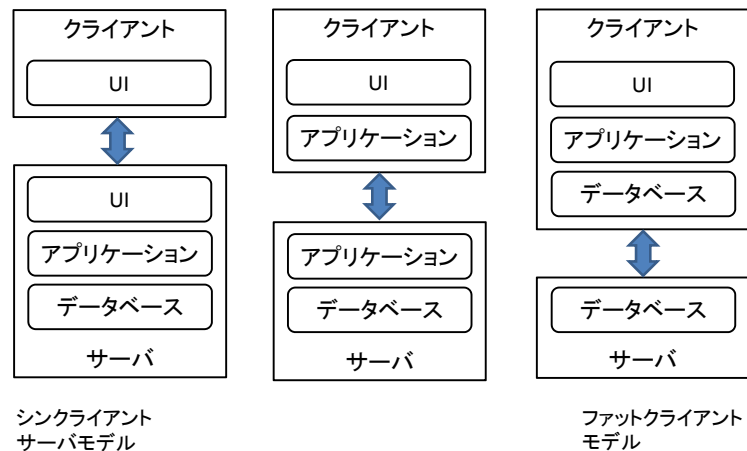 クライアント
UI
UI
アプリケーション
データベース
サーバ
シンクライアント
サーバモデル
クライアント
UI
アプリケーション
アプリケーション
データベース
サーバ
クライアント
UI
アプリケーション
データベース
データベース
サーバ
ファットクライアント
モデル